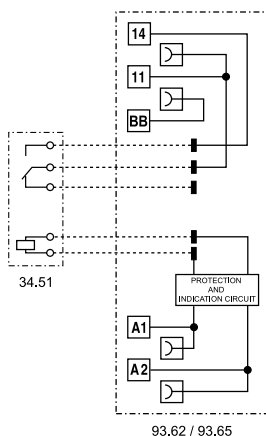 14
11
BB
34.51
PROTECTION
AND
INDICATION CIRCUIT
A1
A2
93.62 / 93.65